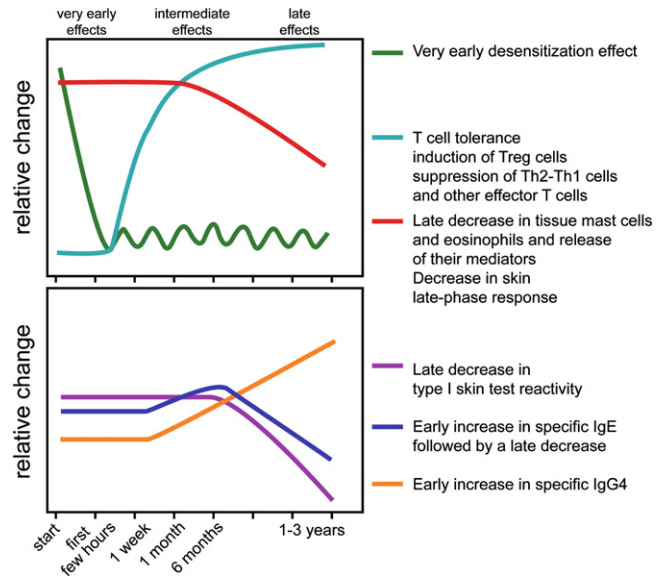 very early
effects
intermediate
effects
late
effects
relative change
Very early desensitization effect
T cell tolerance
induction of Treg cells
suppression of Th2-Th1 cells
and other effector T cells
Late decrease in tissue mast cells
and eosinophils and release
of their mediators
Decrease in skin
late-phase response
relative change
Late decrease in
type I skin test reactivity
Early increase in specific IgE
followed by a late decrease
Early increase in specific IgG4
start
first
few hours
1 week
1 month
6 months
1-3 years